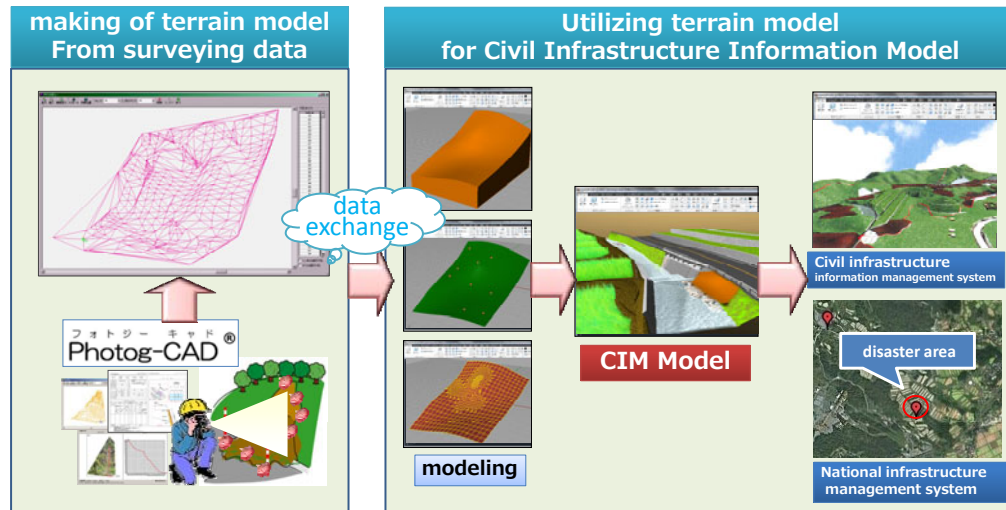 making of terrain model
From surveying data
Utilizing terrain model
for Civil Infrastructure Information Model
data
exchange
フォトジー キャド
Photog-CAD®
modeling
CIM Model
Civil infrastructure
information management system
disaster area
National infrastructure
management system